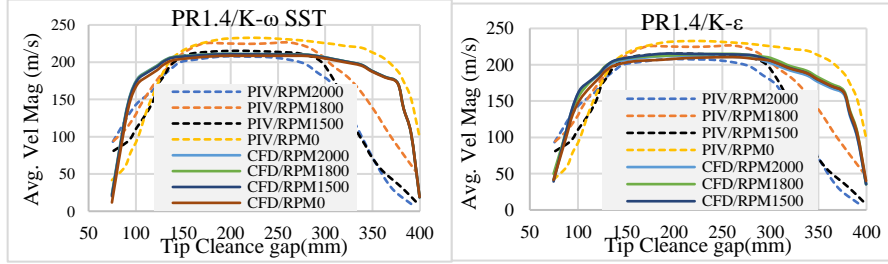 PR1.4/K-ω SST
Avg. Vel Mag (m/s)
250
200
150
100
50
0
PIV/RPM2000
PIV/RPM1800
PIV/RPM1500
PIV/RPM0
CFD/RPM2000
CFD/RPM1800
CFD/RPM1500
CFD/RPM0
50 100 150 200 250 300 350 400
Tip Cleance gap(mm)
PR1.4/K-ε
Avg. Vel Mag (m/s)
250
200
150
100
50
0
PIV/RPM2000
PIV/RPM1800
PIV/RPM1500
PIV/RPM0
CFD/RPM2000
CFD/RPM1800
CFD/RPM1500
50 100 150 200 250 300 350 400
Tip Cleance gap(mm)